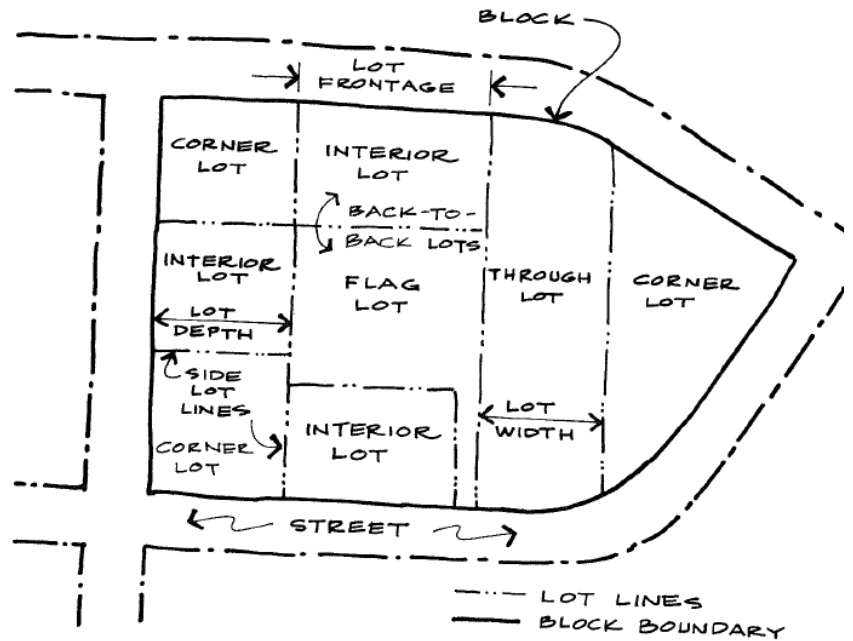 BLOCK
LOT
FRONTAGE
CORNER
LOT
INTERIOR
LOT
BACK-TO-
BACK LOTS
INTERIOR
LOT
FLAG
LOT
THROUGH
LOT
CORNER
LOT
LOT
DEPTH
SIDE
LOT
LINES
CORNER
LOT
INTERIOR
LOT
LOT
WIDTH
STREET
LOT LINES
BLOCK BOUNDARY